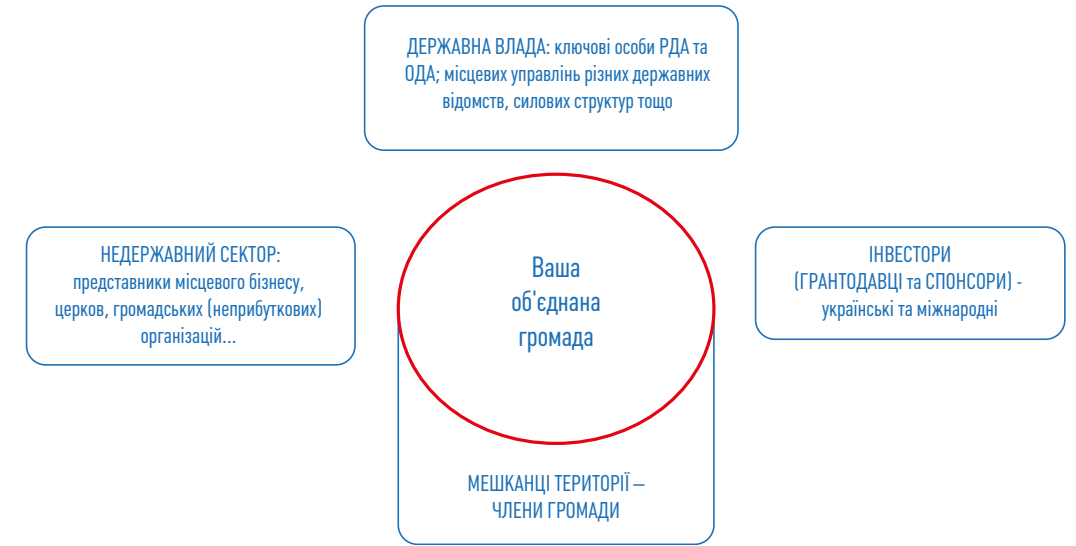 ДЕРЖАВНА ВЛАДА: ключові особи РДА та
ОДА; місцевих управлінь різних державних
відомств, силових структур тощо
НЕДЕРЖАВНИЙ СЕКТОР:
представники місцевого бізнесу,
церков, громадських (неприбуткових)
організацій...
Ваша
об'єднана
громада
ІНВЕСТОРИ
(ГРАНТОДАВЦІ та СПОНСОРИ) -
українські та міжнародні
МЕШКАНЦІ ТЕРИТОРІЇ –
ЧЛЕНИ ГРОМАДИ